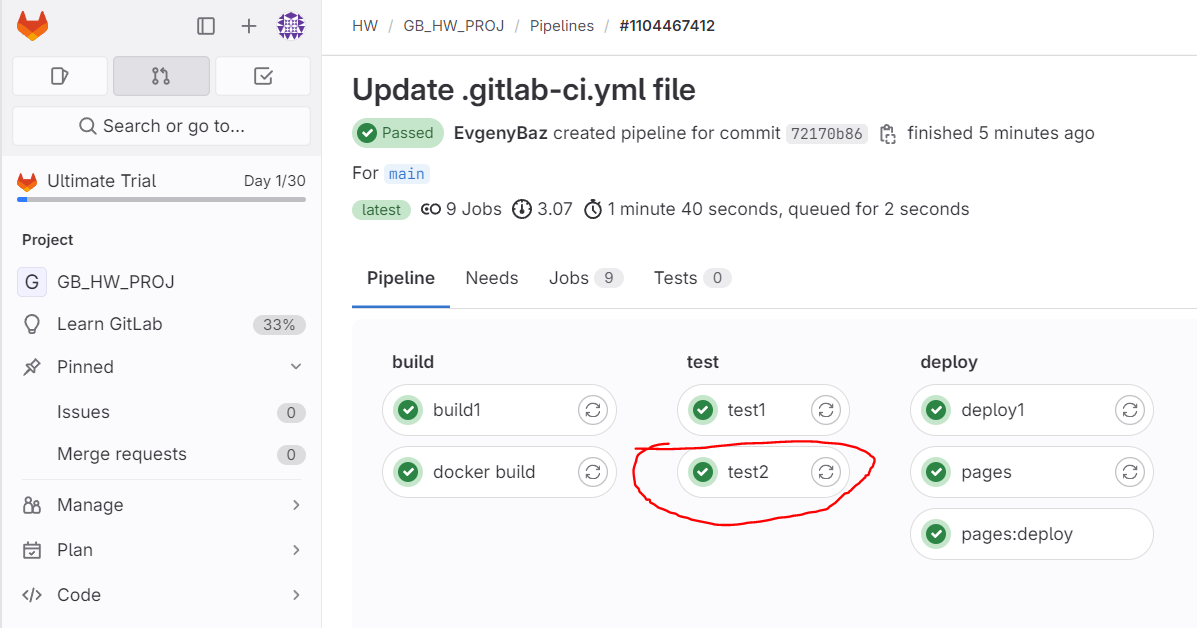 HW / GB_HW_PROJ / Pipelines / #1104467412
Search or go to...
Ultimate Trial Day 1/30
Project
G GB_HW_PROJ
Learn GitLab 33%
Pinned
Issues 0
Merge requests 0
Manage
Plan
Code
Update .gitlab-ci.yml file
Passed EvgenyBaz created pipeline for commit 72170b86 finished 5 minutes ago
For main
latest 9 Jobs 3.07 1 minute 40 seconds, queued for 2 seconds
Pipeline Needs Jobs 9 Tests 0
build
build1
docker build
test
test1
test2
deploy
deploy1
pages
pages:deploy